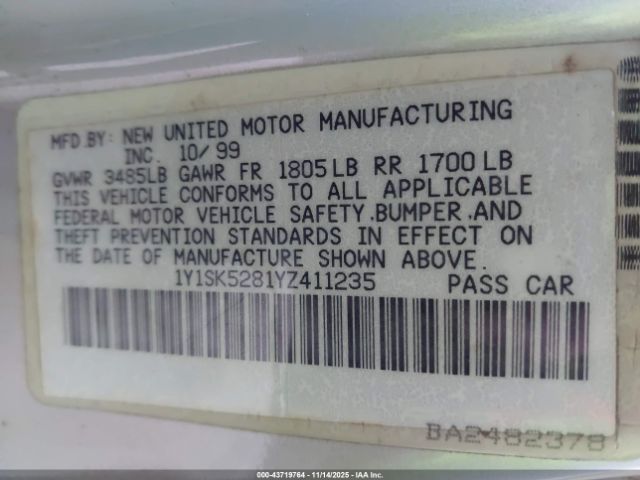 MFD BY: NEW UNITED MOTOR MANUFACTURING
INC. 10/99
GVWR 3485LB GAWR FR 1805LB RR 1700LB
THIS VEHICLE CONFORMS TO ALL APPLICABLE
FEDERAL MOTOR VEHICLE SAFETY,BUMPER,AND
THEFT PREVENTION STANDARDS IN EFFECT ON
THE DATE OF MANUFACTURE SHOWN ABOVE.
1Y1SK5281YZ411235 PASS CAR
BA2482378
000-43719764 - 11/14/2025 - IAA, Inc.